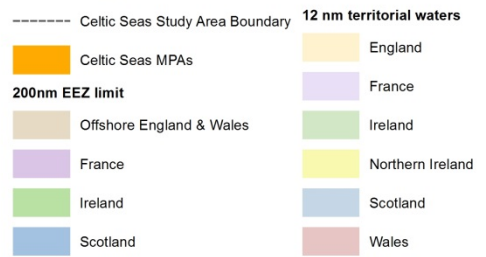 Celtic Seas Study Area Boundary
Celtic Seas MPAs
200nm EEZ limit
Offshore England & Wales
France
Ireland
Scotland
12 nm territorial waters
England
France
Ireland
Northern Ireland
Scotland
Wales